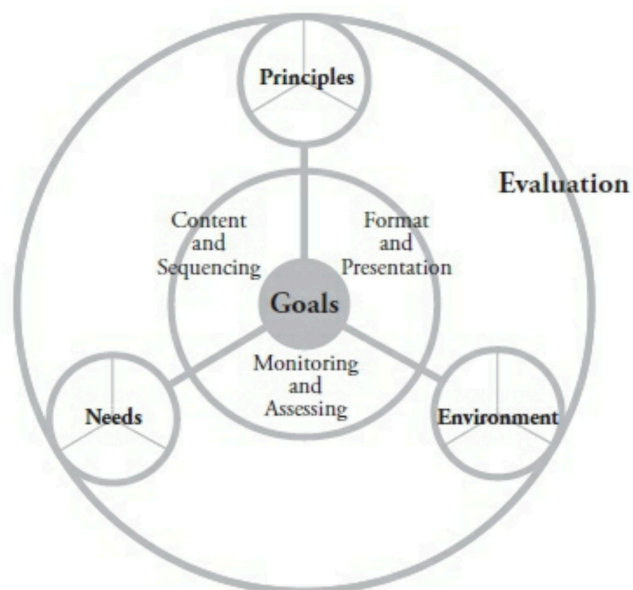 Principles
Evaluation
Content
and
Sequencing
Format
and
Presentation
Goals
Monitoring
and
Assessing
Needs
Environment